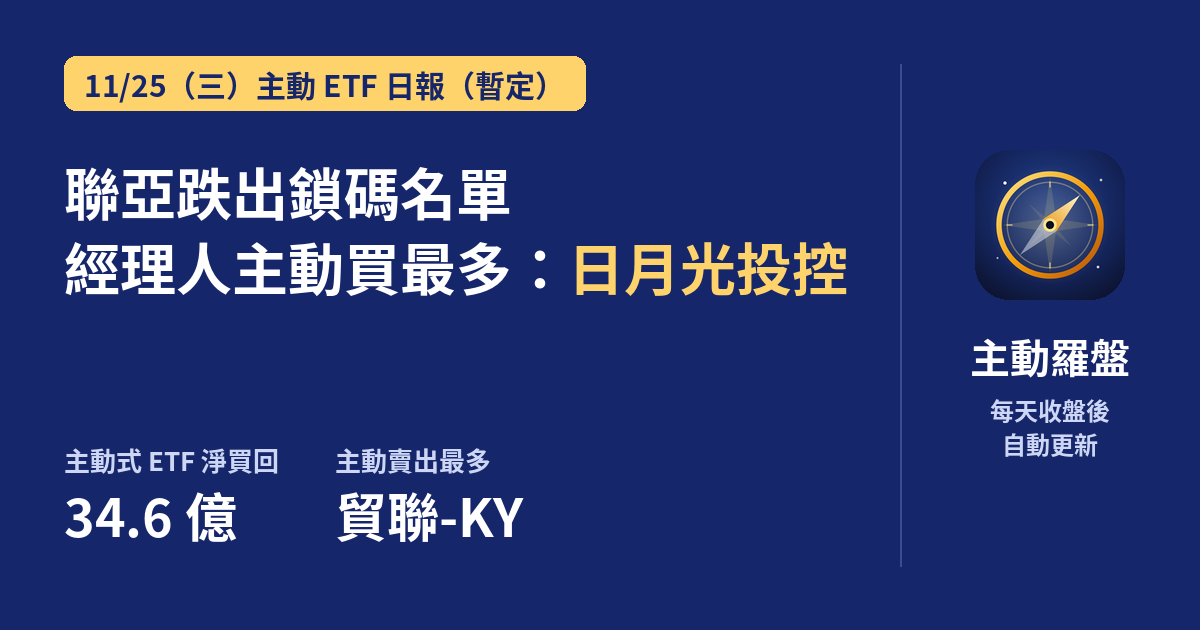 11/25（三）主動 ETF 日報（暫定）
聯亞跌出鎖碼名單
經理人主動買最多：日月光投控
主動式 ETF 淨買回
34.6 億
主動賣出最多
貿聯-KY
主動羅盤
每天收盤後
自動更新